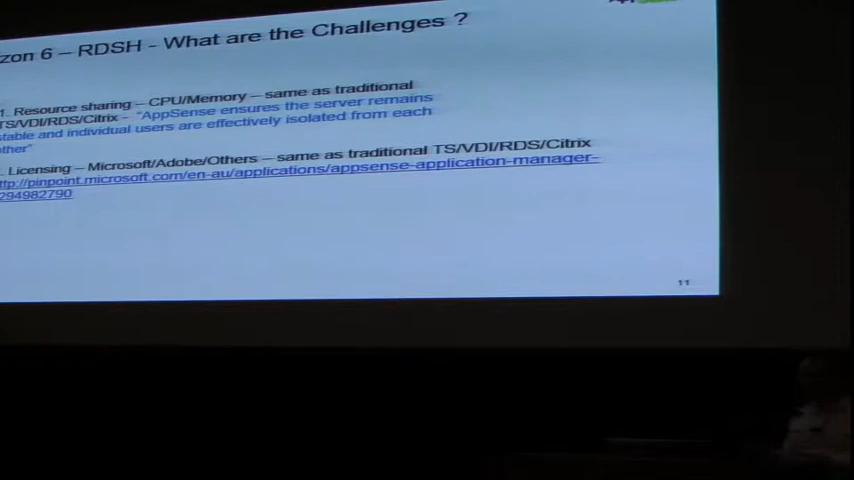 zon 6 – RDSH - What are the Challenges ?
1. Resource sharing – CPU/Memory – same as traditional
TS/VDI/RDS/Citrix - "AppSense ensures the server remains
stable and individual users are effectively isolated from each
other"
. Licensing – Microsoft/Adobe/Others – same as traditional TS/VDI/RDS/Citrix
ttp://pinpoint.microsoft.com/en-au/applications/appsense-application-manager-
294982790
11